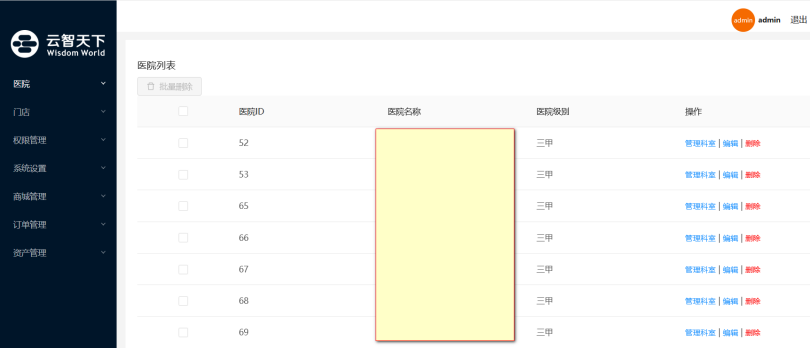 admin admin 退出
云智天下
Wisdom World
医院
门店
权限管理
系统设置
商城管理
订单管理
资产管理
医院列表
批量删除
医院ID 医院名称 医院级别 操作
52 三甲 管理科室 | 编辑 | 删除
53 三甲 管理科室 | 编辑 | 删除
65 三甲 管理科室 | 编辑 | 删除
66 三甲 管理科室 | 编辑 | 删除
67 三甲 管理科室 | 编辑 | 删除
68 三甲 管理科室 | 编辑 | 删除
69 三甲 管理科室 | 编辑 | 删除